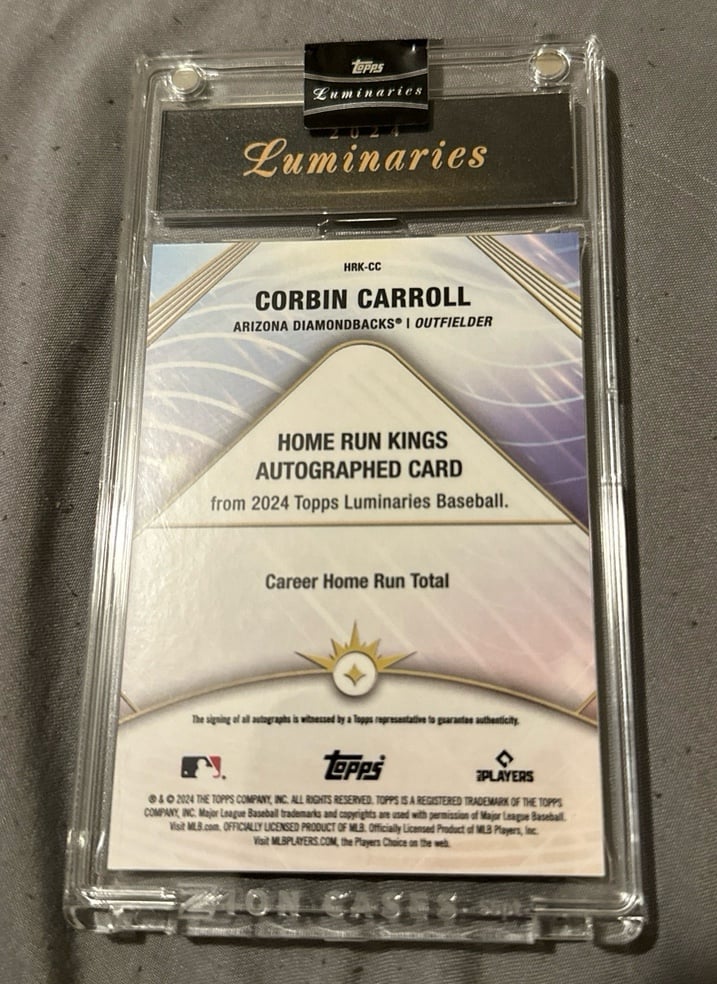 topps
Luminaries
2024
Luminaries
HRK-CC
CORBIN CARROLL
ARIZONA DIAMONDBACKS® | OUTFIELDER
HOME RUN KINGS
AUTOGRAPHED CARD
from 2024 Topps Luminaries Baseball.
Career Home Run Total
The signing of all autographs is witnessed by a Topps representative to guarantee authenticity.
topps
PLAYERS
® & © 2024 THE TOPPS COMPANY, INC. ALL RIGHTS RESERVED. TOPPS IS A REGISTERED TRADEMARK OF THE TOPPS
COMPANY, INC. Major League Baseball trademarks and copyrights are used with permission of Major League Baseball.
Visit MLB.com. OFFICIALLY LICENSED PRODUCT OF MLB. Officially Licensed Product of MLB Players, Inc.
Visit MLBPLAYERS.COM, the Players Choice on the web.
ZION CASES